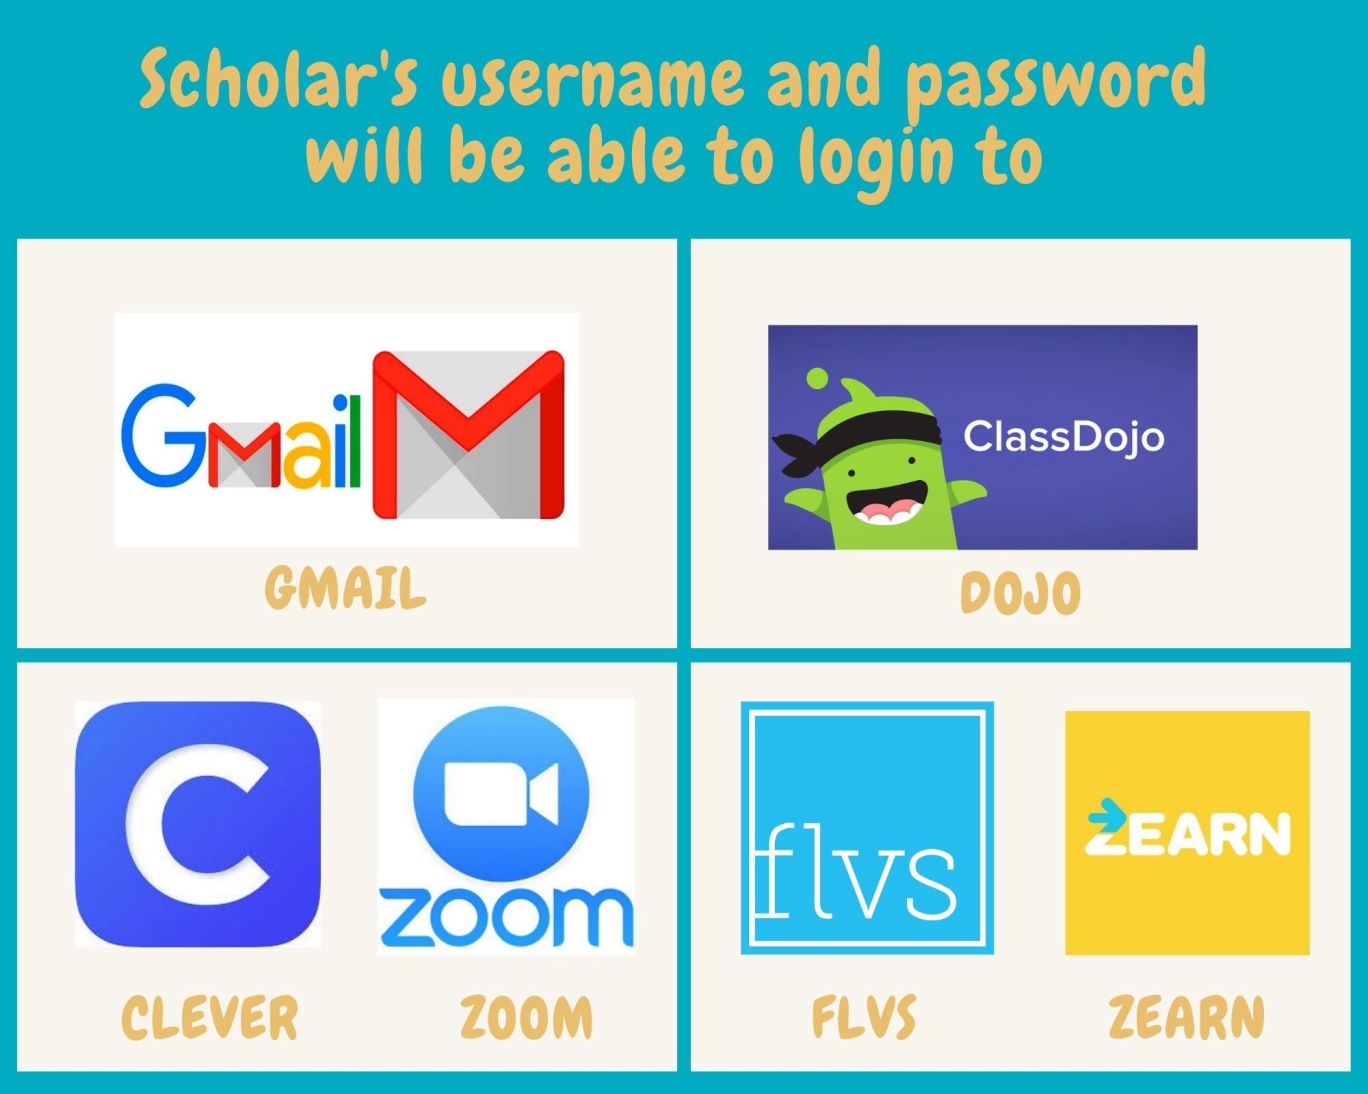 Scholar's username and password
will be able to login to
Gmail
GMAIL
ClassDojo
DOJO
C
CLEVER
zoom
ZOOM
flvs
FLVS
ZEARN
ZEARN